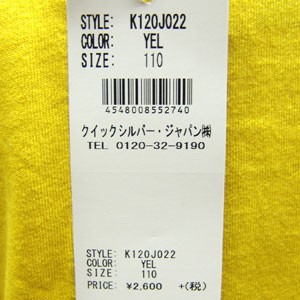 STYLE: K120J022
COLOR: YEL
SIZE: 110
4548008552740
クイックシルバー・ジャパン㈱
TEL 0120-32-9190
STYLE: K120J022
COLOR: YEL
SIZE: 110
PRICE: ¥2,600 +(税)